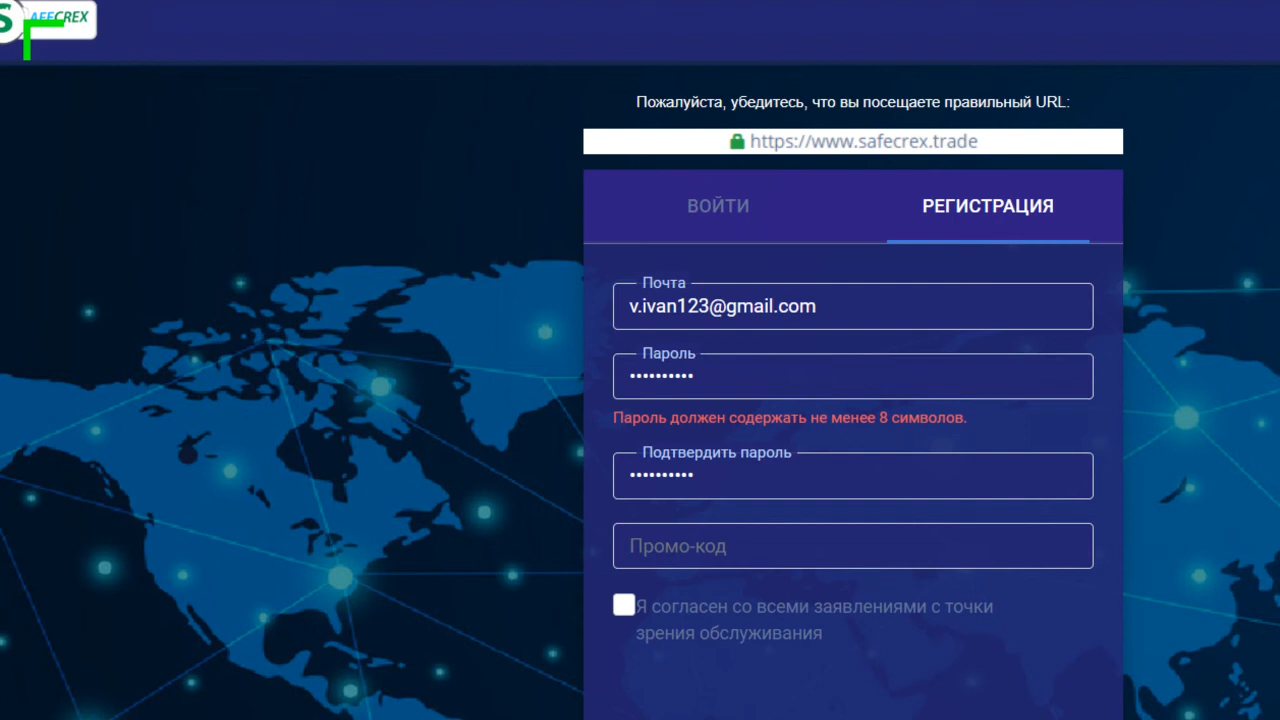 S AFECREX
Пожалуйста, убедитесь, что вы посещаете правильный URL:
https://www.safecrex.trade
ВОЙТИ РЕГИСТРАЦИЯ
Почта
v.ivan123@gmail.com
Пароль
••••••••••
Пароль должен содержать не менее 8 символов.
Подтвердить пароль
••••••••••
Промо-код
Я согласен со всеми заявлениями с точки
зрения обслуживания